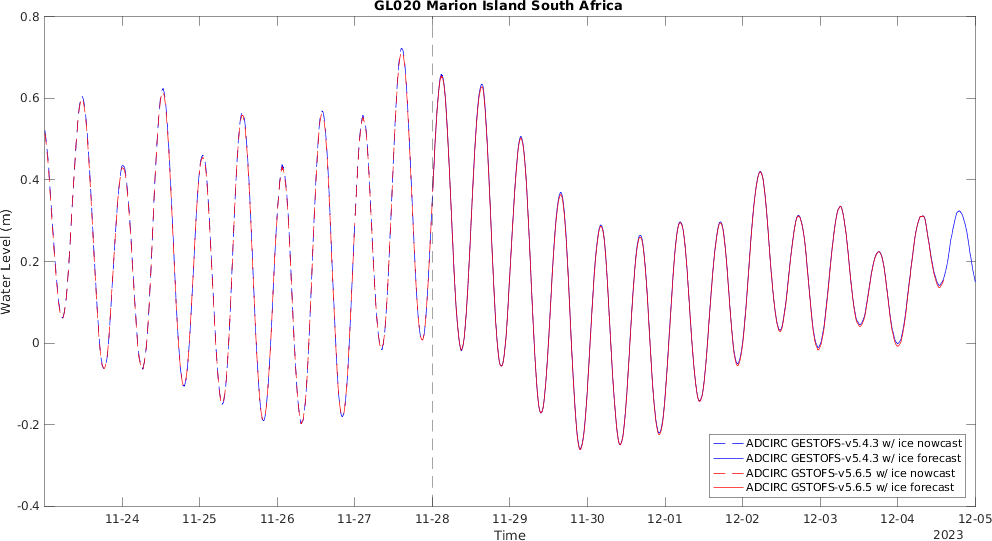 GL020 Marion Island South Africa
0.8
0.6
0.4
0.2
0
-0.2
-0.4
Water Level (m)
ADCIRC GESTOFS-v5.4.3 w/ ice nowcast
ADCIRC GESTOFS-v5.4.3 w/ ice forecast
ADCIRC GSTOFS-v5.6.5 w/ ice nowcast
ADCIRC GSTOFS-v5.6.5 w/ ice forecast
11-24 11-25 11-26 11-27 11-28 11-29 11-30 12-01 12-02 12-03 12-04 12-05
Time
2023